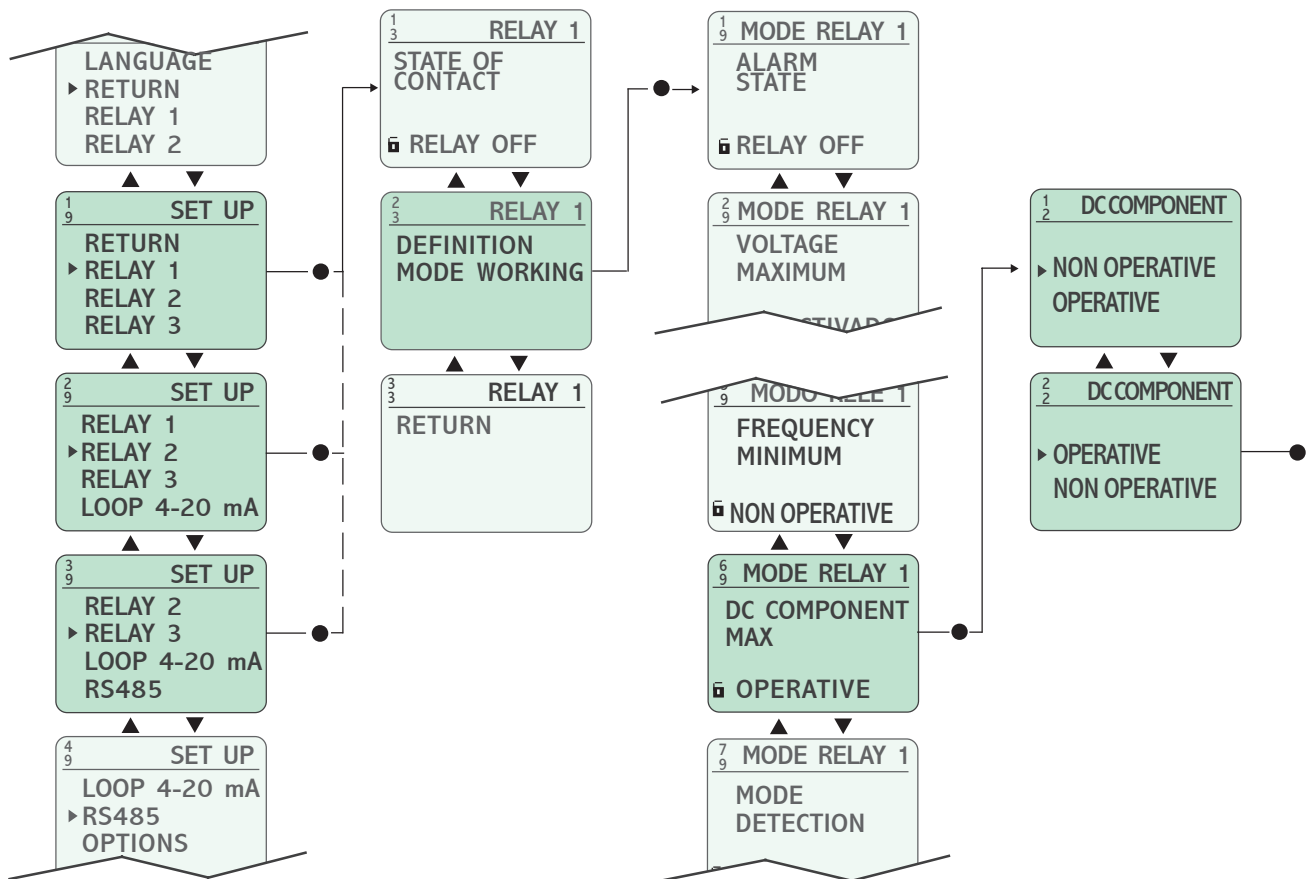 LANGUAGE
RETURN
RELAY 1
RELAY 2
1
9 SET UP
RETURN
RELAY 1
RELAY 2
RELAY 3
2
9 SET UP
RELAY 1
RELAY 2
RELAY 3
LOOP 4-20 mA
3
9 SET UP
RELAY 2
RELAY 3
LOOP 4-20 mA
RS485
4
9 SET UP
LOOP 4-20 mA
RS485
OPTIONS
1
3 RELAY 1
STATE OF
CONTACT
RELAY OFF
2
3 RELAY 1
DEFINITION
MODE WORKING
3
3 RELAY 1
RETURN
1
9 MODE RELAY 1
ALARM
STATE
RELAY OFF
2
9 MODE RELAY 1
VOLTAGE
MAXIMUM
9 MODO RELE 1
FREQUENCY
MINIMUM
NON OPERATIVE
6
9 MODE RELAY 1
DC COMPONENT
MAX
OPERATIVE
7
9 MODE RELAY 1
MODE
DETECTION
1
2 DC COMPONENT
NON OPERATIVE
OPERATIVE
2
2 DC COMPONENT
OPERATIVE
NON OPERATIVE